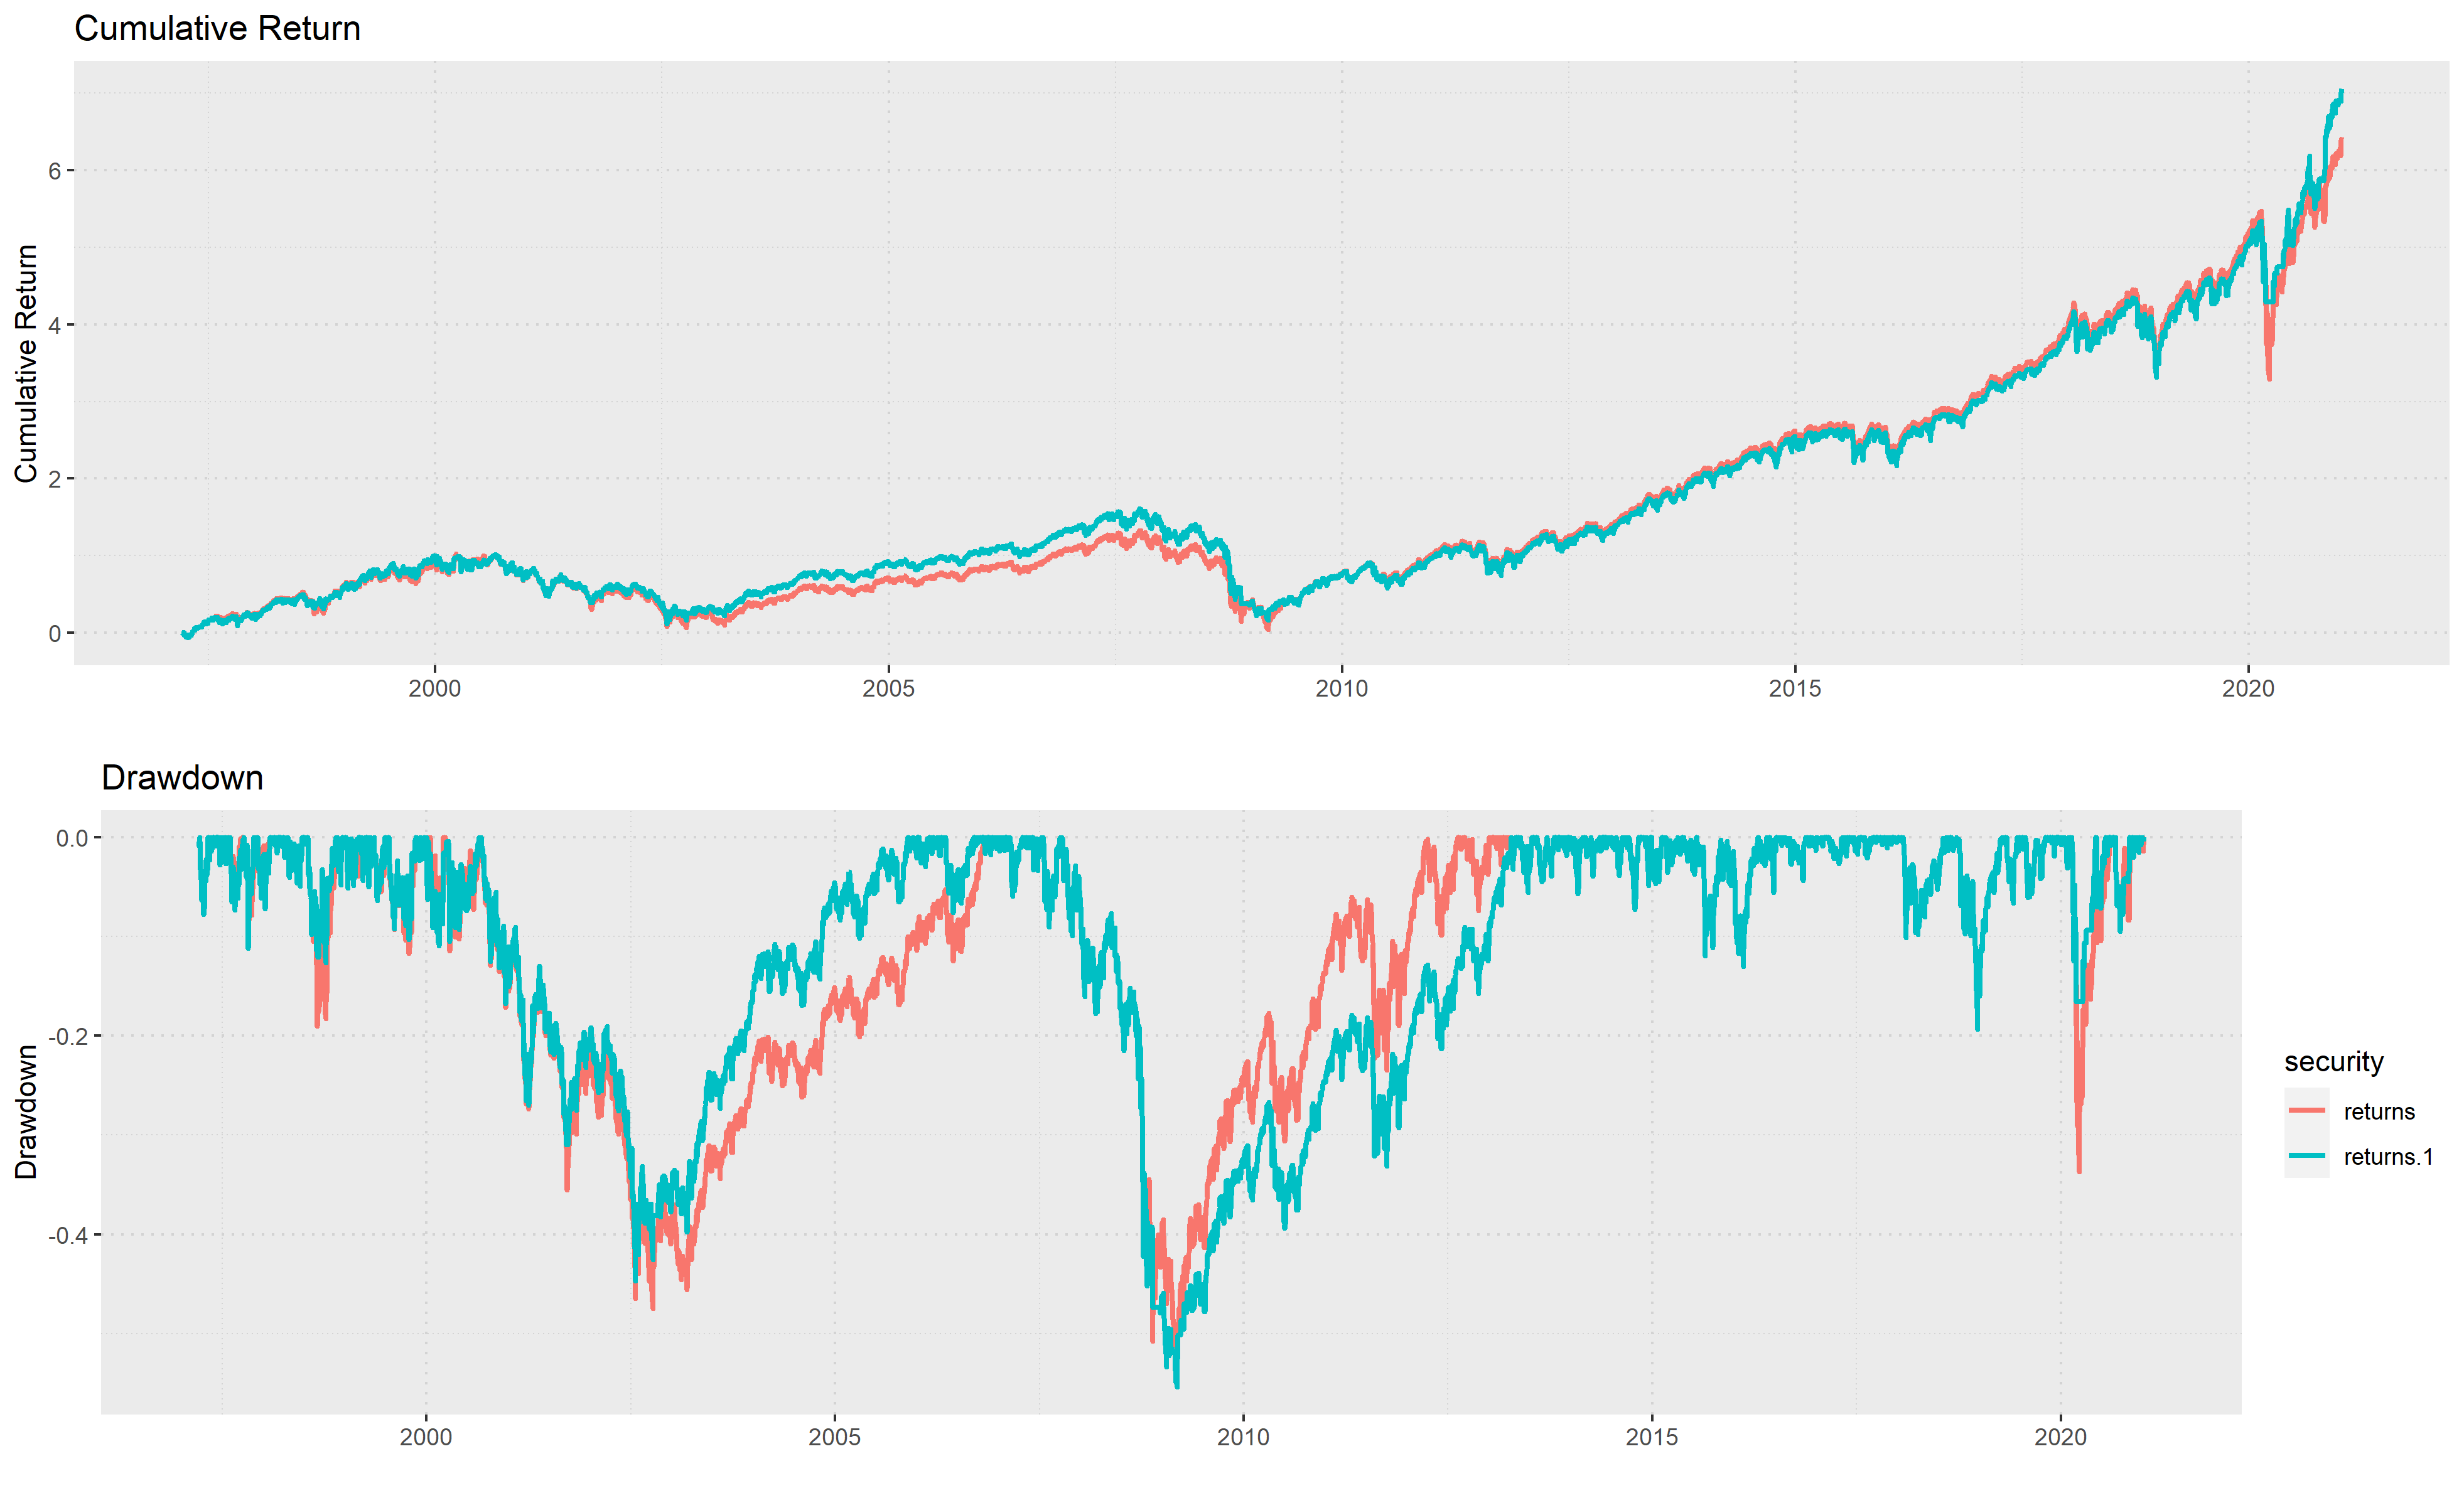 Cumulative Return
Cumulative Return
6
4
2
0
2000 2005 2010 2015 2020
Drawdown
Drawdown
0.0
-0.2
-0.4
2000 2005 2010 2015 2020
security
returns
returns.1